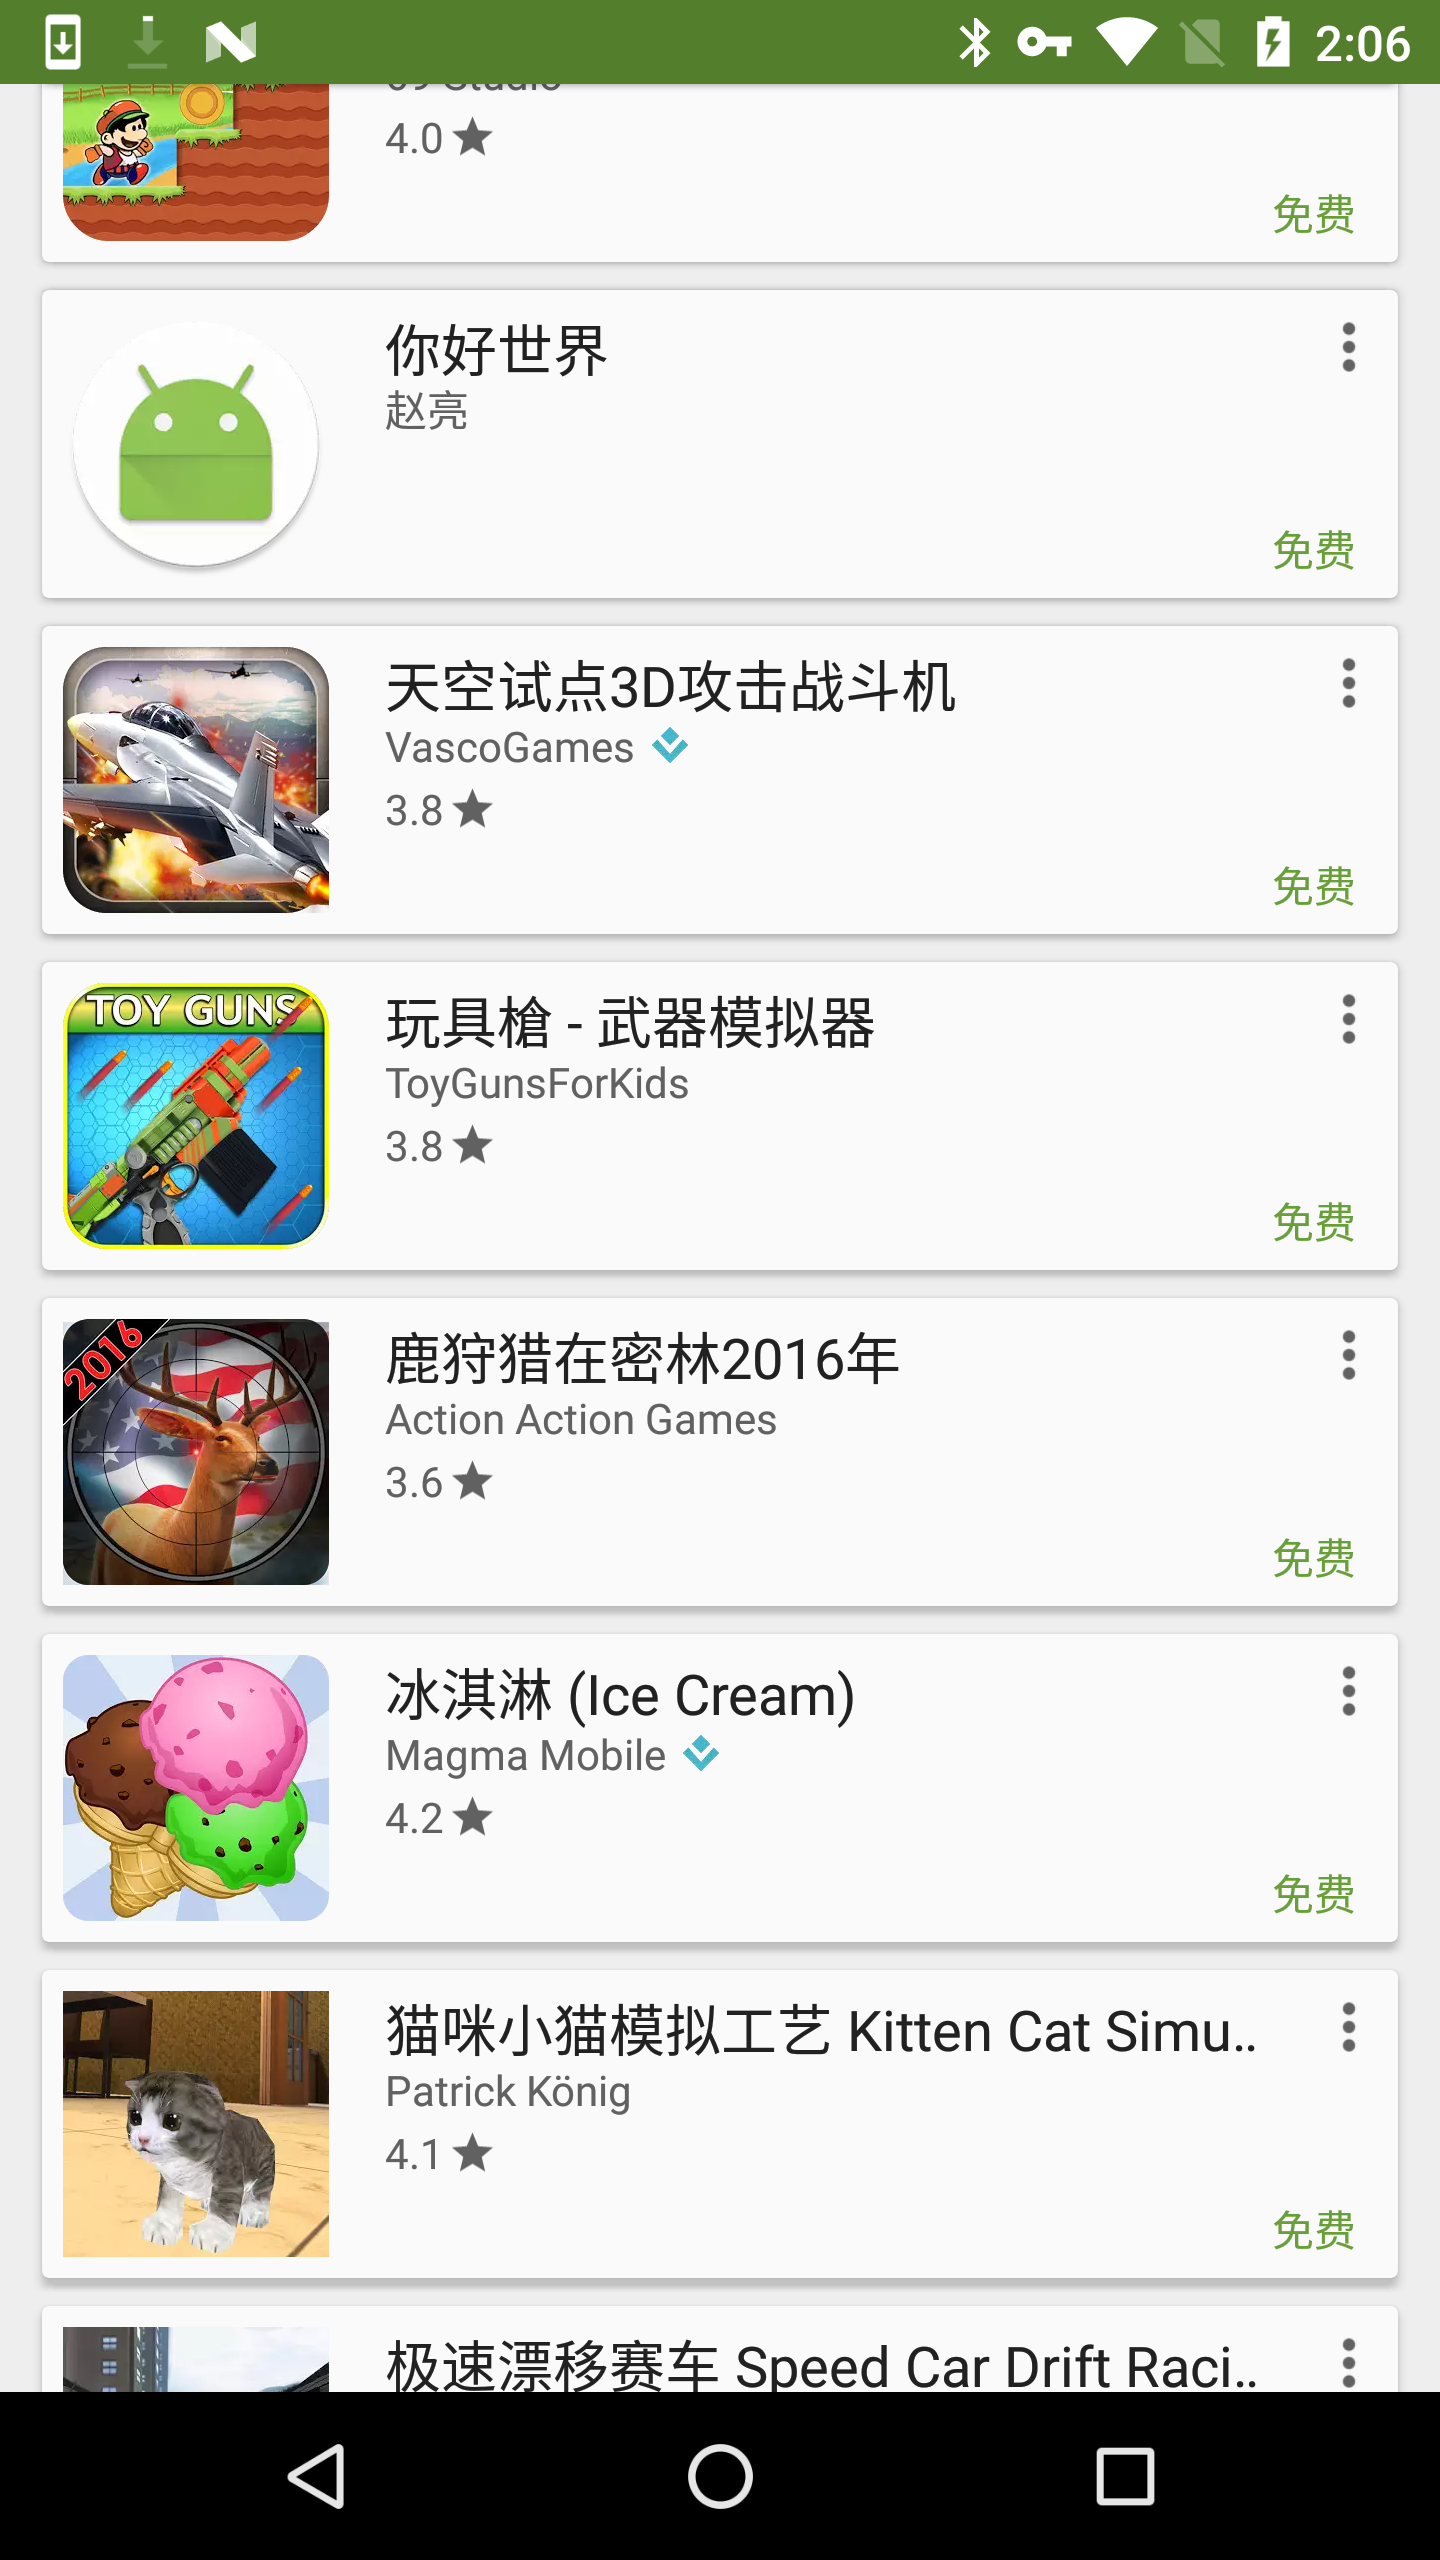 2:06
4.0
免费
你好世界
赵亮
免费
天空试点3D攻击战斗机
VascoGames
3.8
免费
TOY GUNS
玩具槍 - 武器模拟器
ToyGunsForKids
3.8
免费
2016
鹿狩猎在密林2016年
Action Action Games
3.6
免费
冰淇淋 (Ice Cream)
Magma Mobile
4.2
免费
猫咪小猫模拟工艺 Kitten Cat Simu..
Patrick König
4.1
免费
极速漂移赛车 Speed Car Drift Raci..